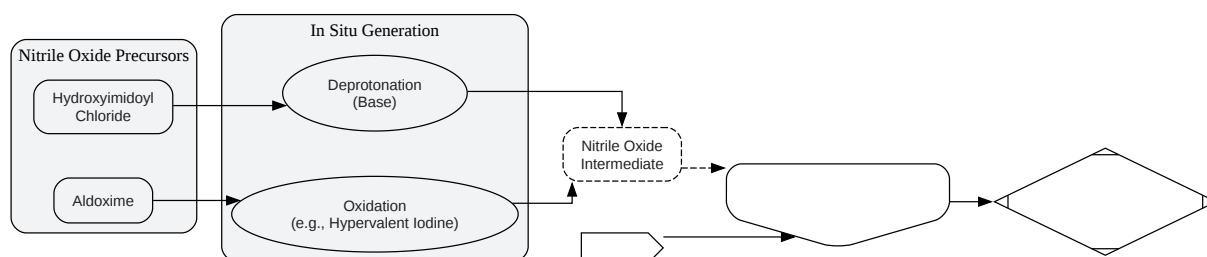 In Situ Generation
Nitrile Oxide Precursors
Hydroxyimidoyl
Chloride
Deprotonation
(Base)
Nitrile Oxide
Intermediate
Aldoxime
Oxidation
(e.g., Hypervalent Iodine)